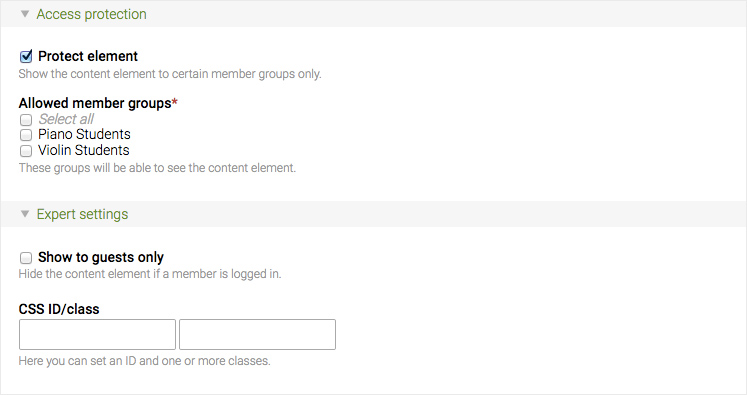 Access protection
Protect element
Show the content element to certain member groups only.
Allowed member groups*
Select all
Piano Students
Violin Students
These groups will be able to see the content element.
Expert settings
Show to guests only
Hide the content element if a member is logged in.
CSS ID/class
Here you can set an ID and one or more classes.